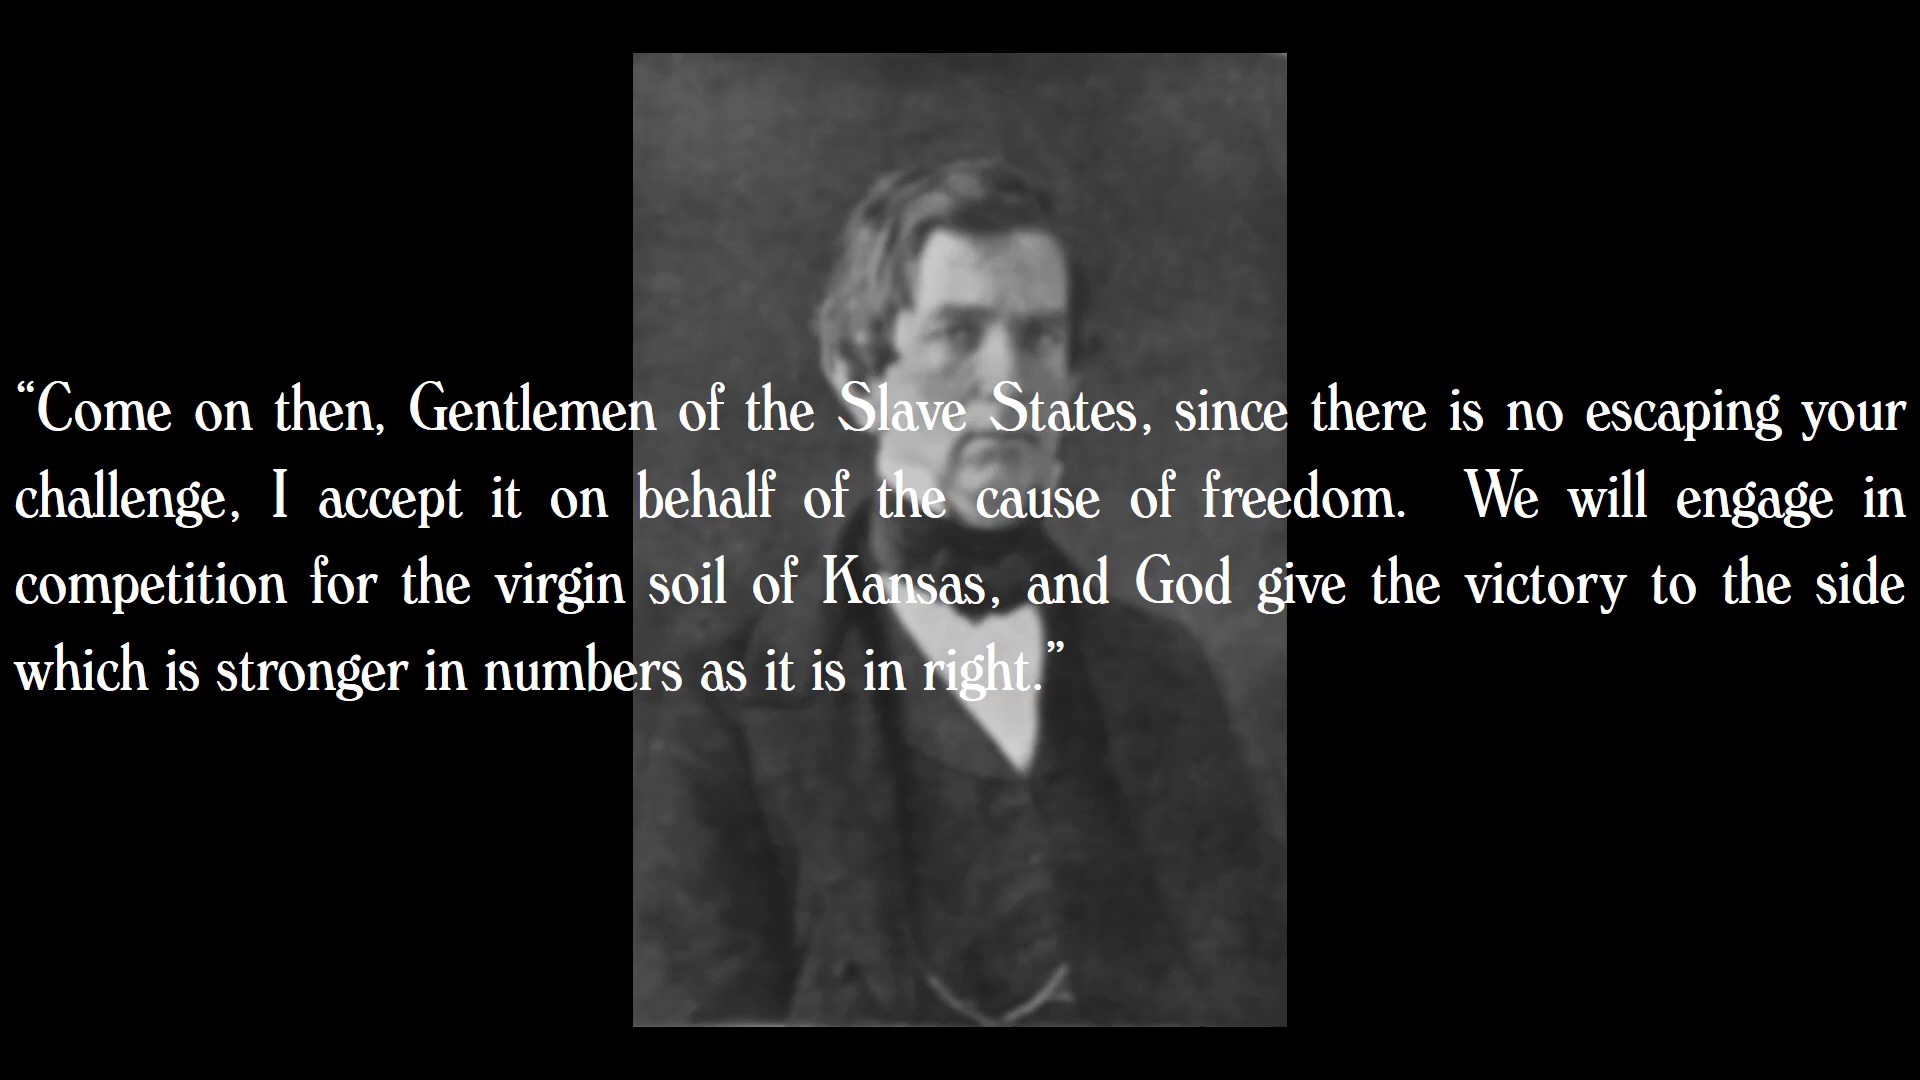 “Come on then, Gentlemen of the Slave States, since there is no escaping your
challenge, I accept it on behalf of the cause of freedom.  We will engage in
competition for the virgin soil of Kansas, and God give the victory to the side
which is stronger in numbers as it is in right.”